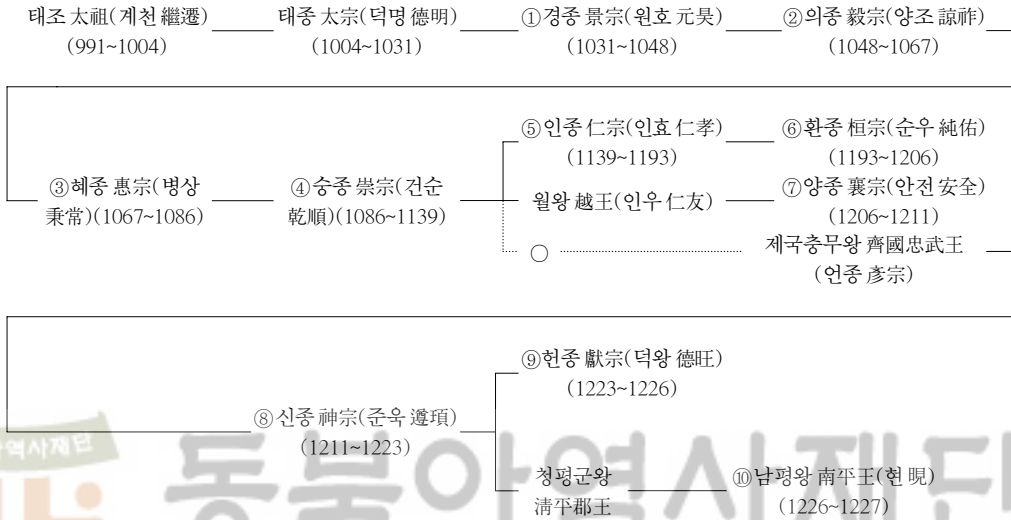 태조 太祖(계천 繼遷)
(991~1004)
태종 太宗(덕명 德明)
(1004~1031)
①경종 景宗(원호 元昊)
(1031~1048)
②의종 毅宗(양조 諒祚)
(1048~1067)
③혜종 惠宗(병상
秉常)(1067~1086)
④숭종 崇宗(건순
乾順)(1086~1139)
⑤인종 仁宗(인효 仁孝)
(1139~1193)
⑥환종 桓宗(순우 純佑)
(1193~1206)
월왕 越王(인우 仁友)
⑦양종 襄宗(안전 安全)
(1206~1211)
○
제국충무왕 齊國忠武王
(언종 彥宗)
⑧신종 神宗(준욱 遵頊)
(1211~1223)
⑨헌종 獻宗(덕왕 德旺)
(1223~1226)
청평군왕
淸平郡王
⑩남평왕 南平王(현 晛)
(1226~1227)
역사재단
동북아역사재단